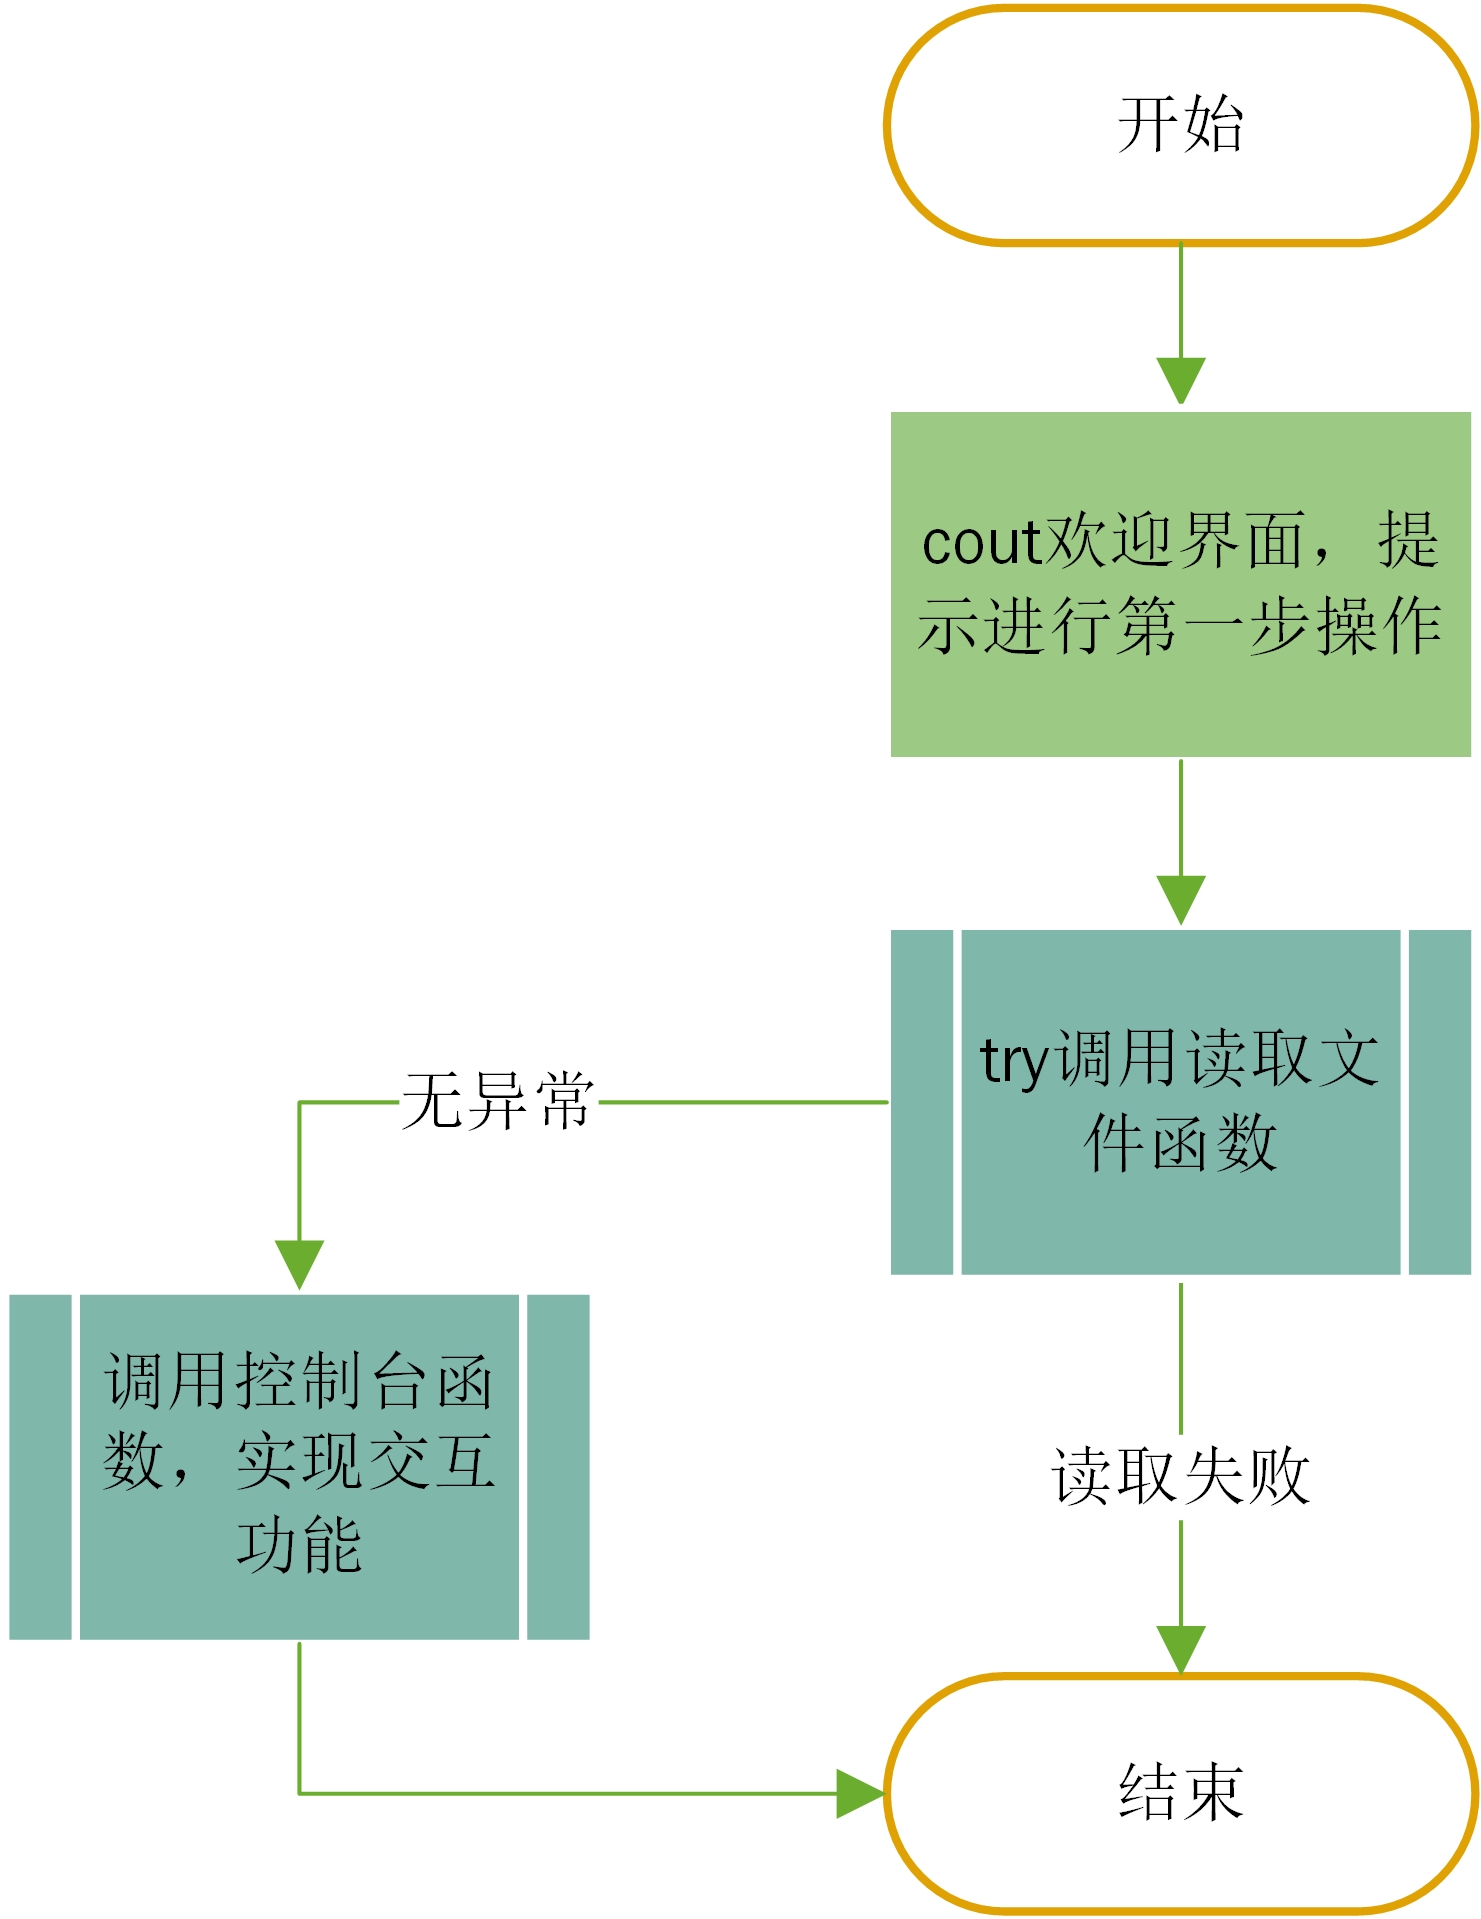 开始
cout欢迎界面，提
示进行第一步操作
try调用读取文
件函数
无异常
调用控制台函
数，实现交互
功能
读取失败
结束